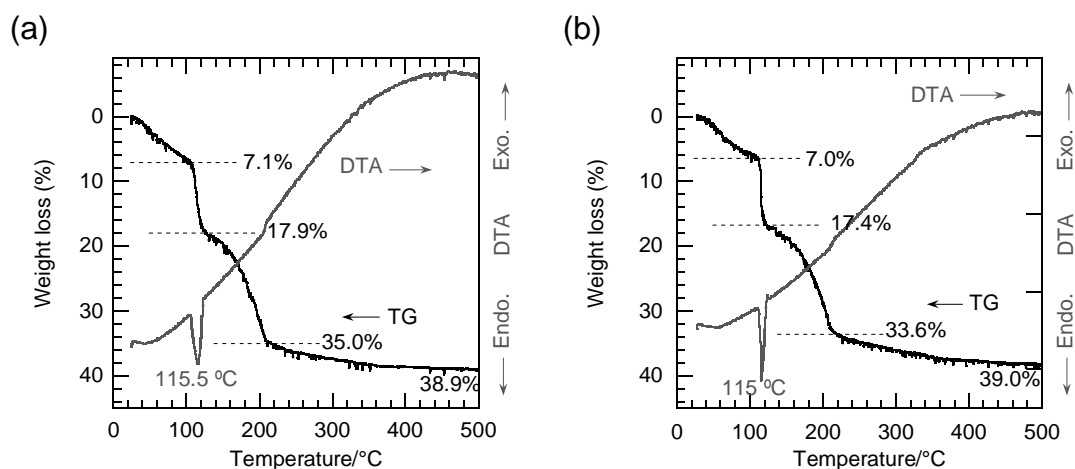 (a)
0
10
20
30
40
Weight loss (%)
0 100 200 300 400 500
Temperature/°C
7.1%
17.9%
35.0%
38.9%
DTA
TG
115.5 ºC
Endo. DTA Exo.
(b)
0
10
20
30
40
Weight loss (%)
0 100 200 300 400 500
Temperature/°C
DTA
7.0%
17.4%
TG
33.6%
39.0%
115 ºC
Endo. DTA Exo.